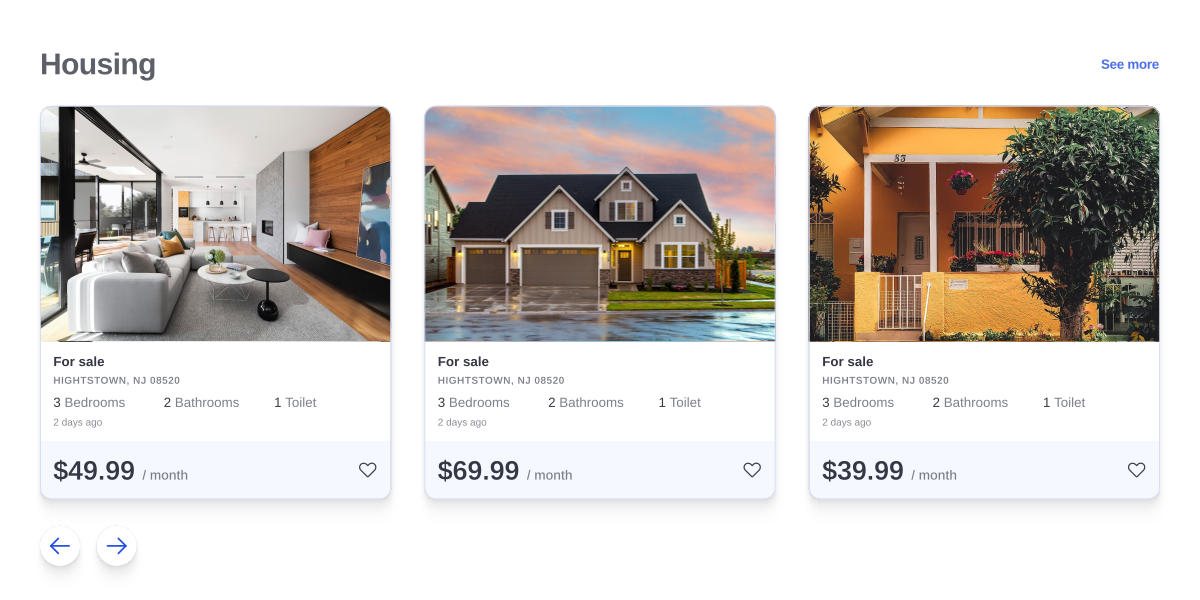 Housing
See more
83
For sale
HIGHTSTOWN, NJ 08520
3 Bedrooms 2 Bathrooms 1 Toilet
2 days ago
$49.99 / month
For sale
HIGHTSTOWN, NJ 08520
3 Bedrooms 2 Bathrooms 1 Toilet
2 days ago
$69.99 / month
For sale
HIGHTSTOWN, NJ 08520
3 Bedrooms 2 Bathrooms 1 Toilet
2 days ago
$39.99 / month